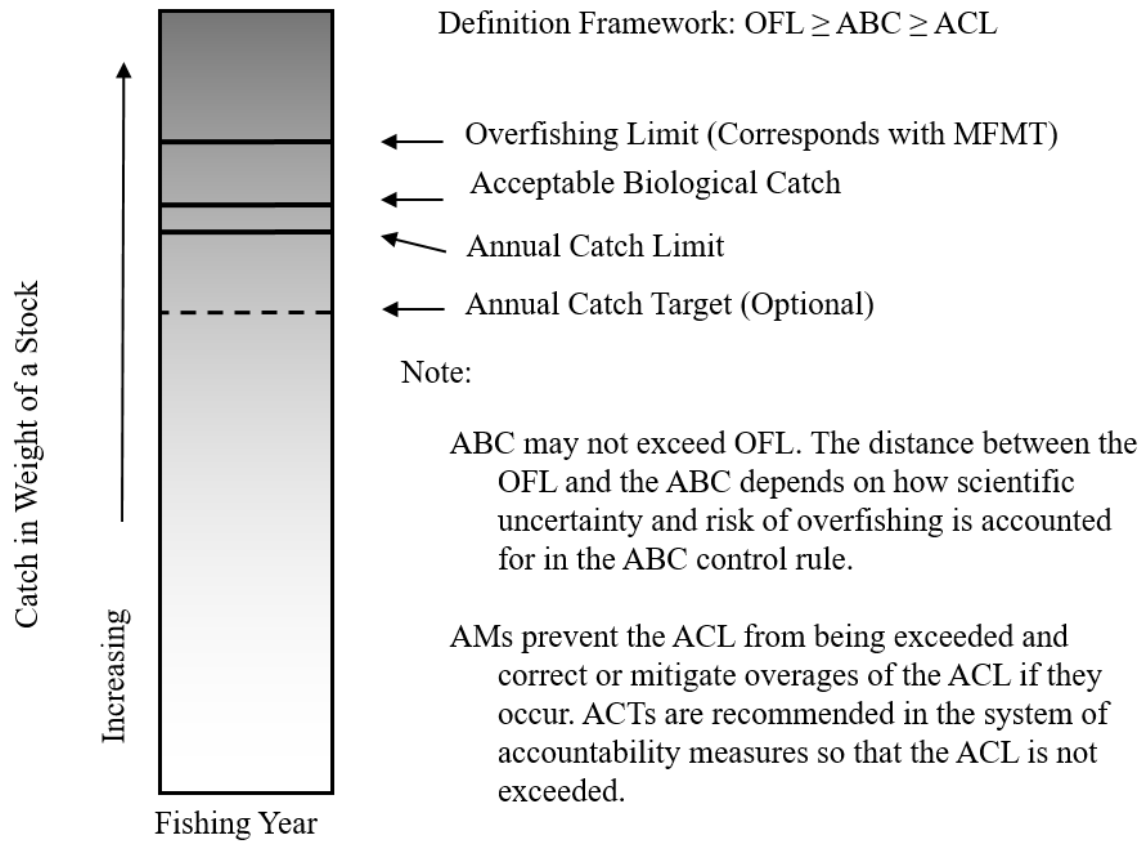 Definition Framework: OFL ≥ ABC ≥ ACL
Overfishing Limit (Corresponds with MFMT)
Acceptable Biological Catch
Annual Catch Limit
Annual Catch Target (Optional)
Catch in Weight of a Stock
Increasing
Note:
ABC may not exceed OFL. The distance between the
OFL and the ABC depends on how scientific
uncertainty and risk of overfishing is accounted
for in the ABC control rule.
AMs prevent the ACL from being exceeded and
correct or mitigate overages of the ACL if they
occur. ACTs are recommended in the system of
accountability measures so that the ACL is not
exceeded.
Fishing Year